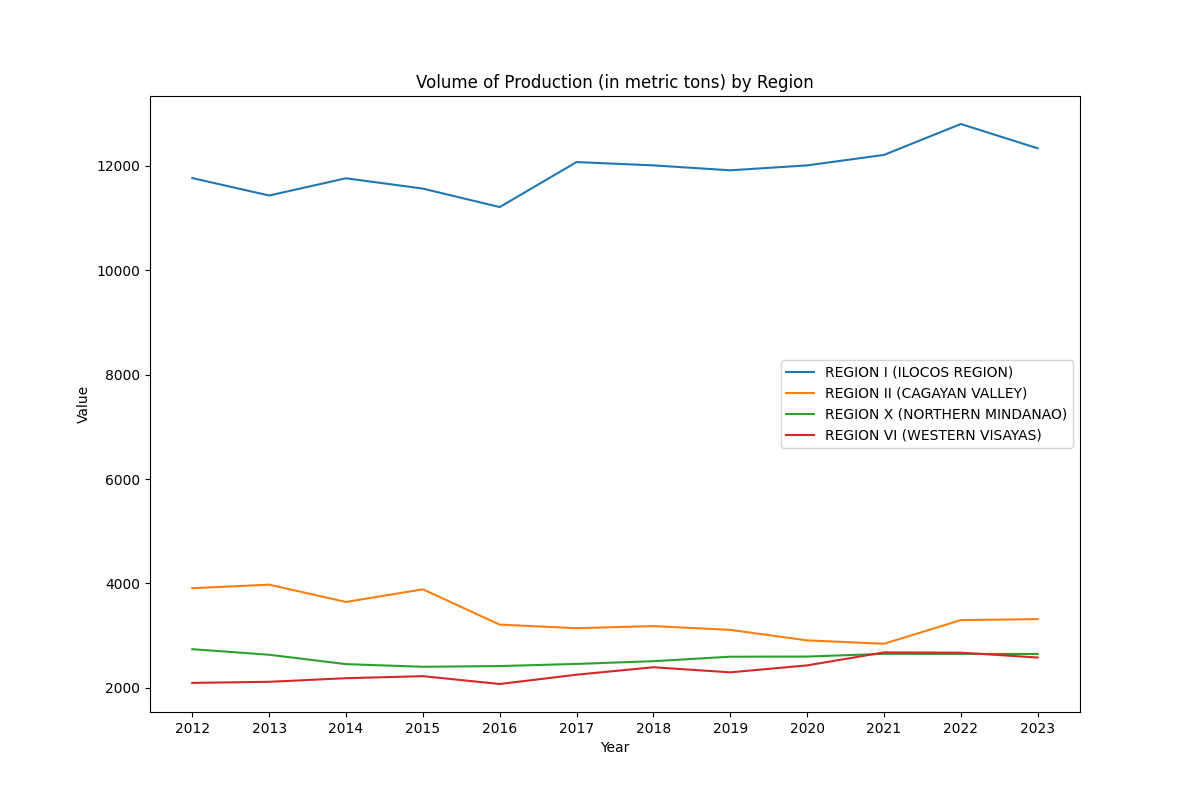 Volume of Production (in metric tons) by Region
Value
12000
10000
8000
6000
4000
2000
REGION I (ILOCOS REGION)
REGION II (CAGAYAN VALLEY)
REGION X (NORTHERN MINDANAO)
REGION VI (WESTERN VISAYAS)
2012 2013 2014 2015 2016 2017 2018 2019 2020 2021 2022 2023
Year